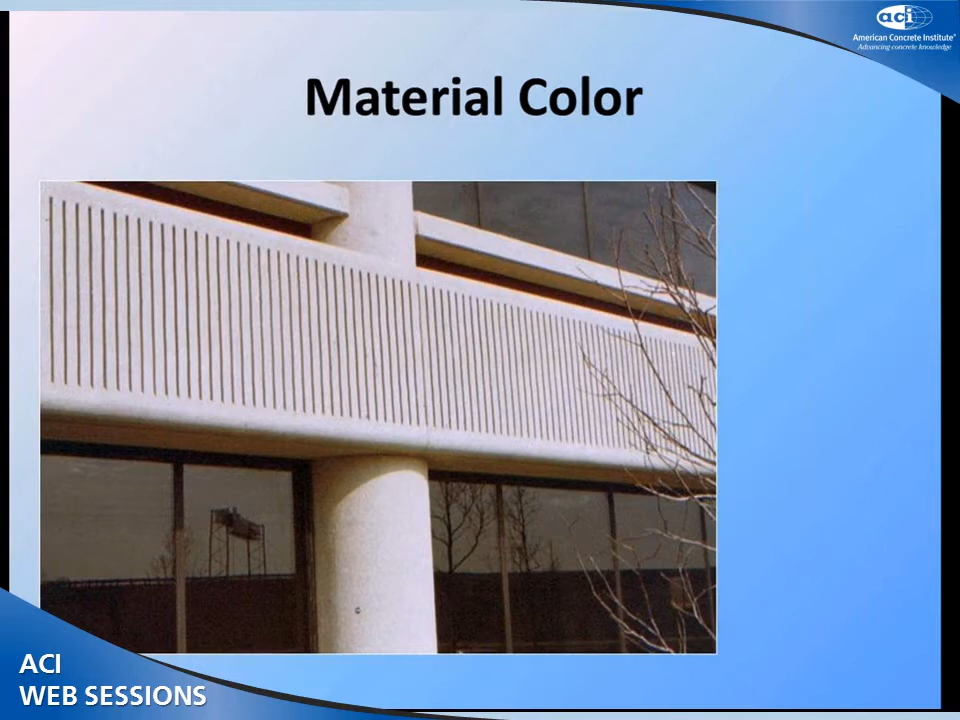 aci
American Concrete Institute®
Advancing concrete knowledge
Material Color
ACI
WEB SESSIONS